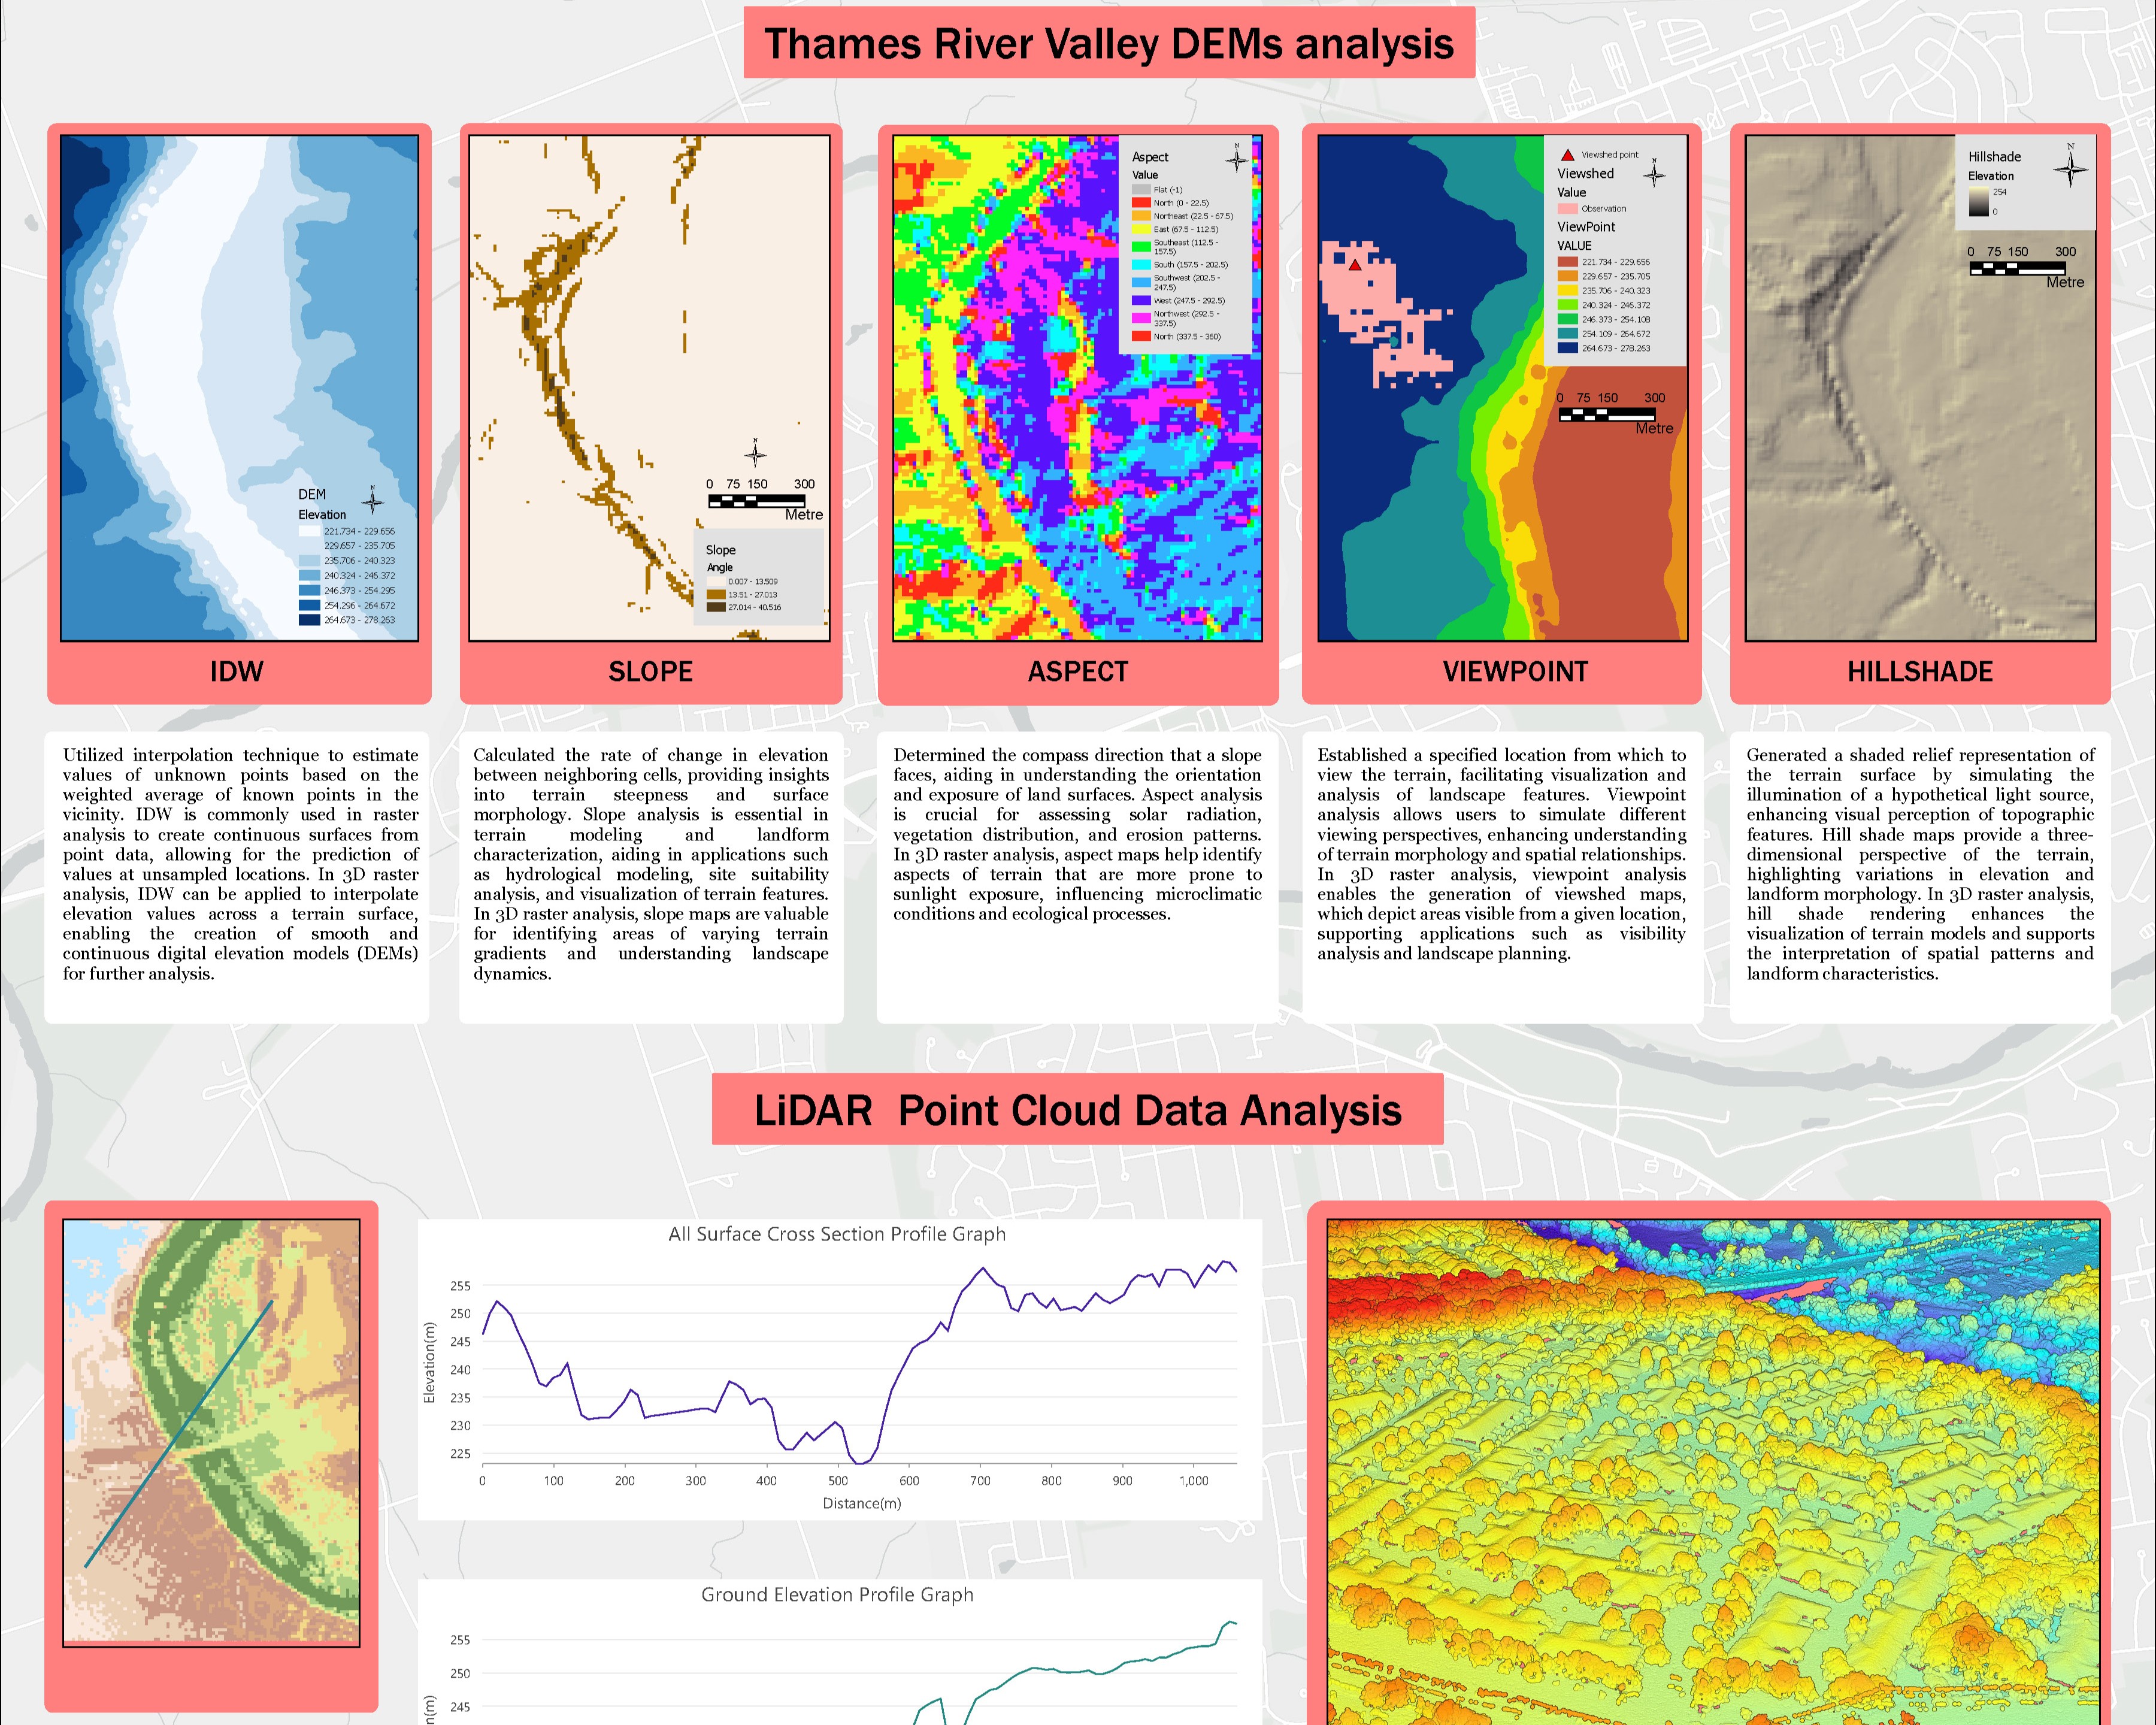 Thames River Valley DEMs analysis
DEM
N
Elevation
221.734 - 229.656
229.657 - 235.705
235.706 - 240.323
240.324 - 246.372
246.373 - 254.295
254.296 - 264.672
264.673 - 278.263
IDW
N
0 75 150 300
Metre
Slope
Angle
0.007 - 13.509
13.51 - 27.013
27.014 - 40.516
SLOPE
Aspect
N
Value
Flat (-1)
North (0 - 22.5)
Northeast (22.5 - 67.5)
East (67.5 - 112.5)
Southeast (112.5 -
157.5)
South (157.5 - 202.5)
Southwest (202.5 -
247.5)
West (247.5 - 292.5)
Northwest (292.5 -
337.5)
North (337.5 - 360)
ASPECT
Viewshed point
Viewshed
N
Value
Observation
ViewPoint
VALUE
221.734 - 229.656
229.657 - 235.705
235.706 - 240.323
240.324 - 246.372
246.373 - 254.108
254.109 - 264.672
264.673 - 278.263
0 75 150 300
Metre
VIEWPOINT
Hillshade
N
Elevation
254
0
0 75 150 300
Metre
HILLSHADE
Utilized interpolation technique to estimate
values of unknown points based on the
weighted average of known points in the
vicinity. IDW is commonly used in raster
analysis to create continuous surfaces from
point data, allowing for the prediction of
values at unsampled locations. In 3D raster
analysis, IDW can be applied to interpolate
elevation values across a terrain surface,
enabling the creation of smooth and
continuous digital elevation models (DEMs)
for further analysis.
Calculated the rate of change in elevation
between neighboring cells, providing insights
into terrain steepness and surface
morphology. Slope analysis is essential in
terrain modeling and landform
characterization, aiding in applications such
as hydrological modeling, site suitability
analysis, and visualization of terrain features.
In 3D raster analysis, slope maps are valuable
for identifying areas of varying terrain
gradients and understanding landscape
dynamics.
Determined the compass direction that a slope
faces, aiding in understanding the orientation
and exposure of land surfaces. Aspect analysis
is crucial for assessing solar radiation,
vegetation distribution, and erosion patterns.
In 3D raster analysis, aspect maps help identify
aspects of terrain that are more prone to
sunlight exposure, influencing microclimatic
conditions and ecological processes.
Established a specified location from which to
view the terrain, facilitating visualization and
analysis of landscape features. Viewpoint
analysis allows users to simulate different
viewing perspectives, enhancing understanding
of terrain morphology and spatial relationships.
In 3D raster analysis, viewpoint analysis
enables the generation of viewshed maps,
which depict areas visible from a given location,
supporting applications such as visibility
analysis and landscape planning.
Generated a shaded relief representation of
the terrain surface by simulating the
illumination of a hypothetical light source,
enhancing visual perception of topographic
features. Hill shade maps provide a three-
dimensional perspective of the terrain,
highlighting variations in elevation and
landform morphology. In 3D raster analysis,
hill shade rendering enhances the
visualization of terrain models and supports
the interpretation of spatial patterns and
landform characteristics.
LiDAR Point Cloud Data Analysis
All Surface Cross Section Profile Graph
Elevation(m)
255
250
245
240
235
230
225
0 100 200 300 400 500 600 700 800 900 1,000
Distance(m)
Ground Elevation Profile Graph
255
250
245
n(m)